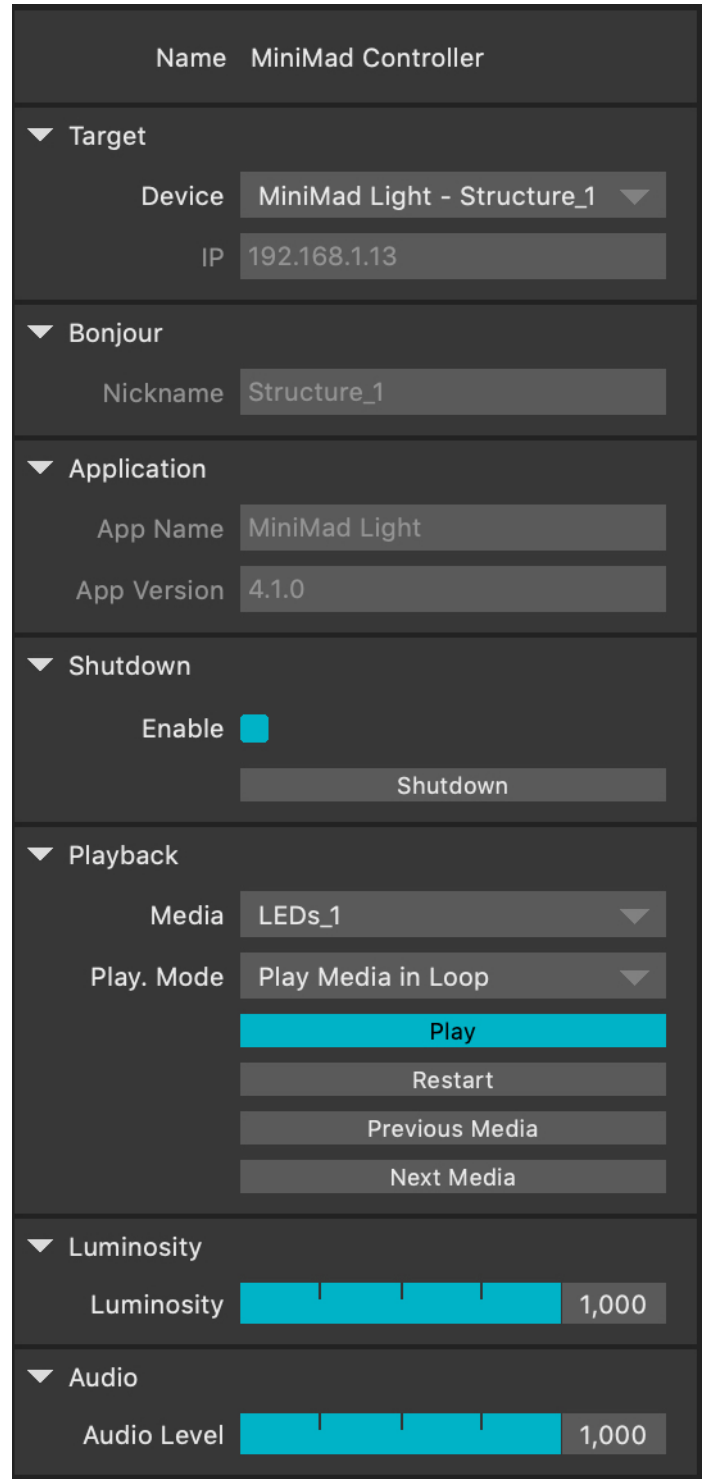 Name MiniMad Controller
Target
Device MiniMad Light - Structure_1
IP 192.168.1.13
Bonjour
Nickname Structure_1
Application
App Name MiniMad Light
App Version 4.1.0
Shutdown
Enable
Shutdown
Playback
Media LEDs_1
Play. Mode Play Media in Loop
Play
Restart
Previous Media
Next Media
Luminosity
Luminosity 1,000
Audio
Audio Level 1,000